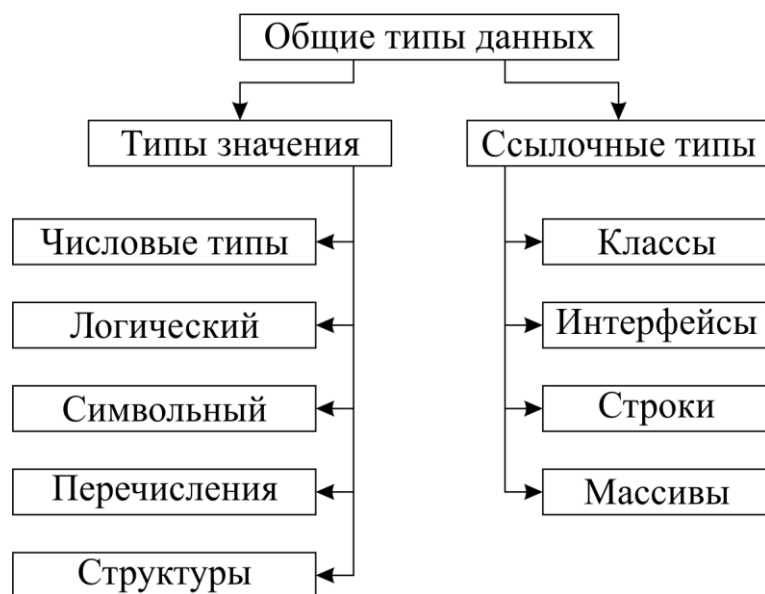 Общие типы данных
Типы значения
Ссылочные типы
Числовые типы
Классы
Логический
Интерфейсы
Символьный
Строки
Перечисления
Массивы
Структуры